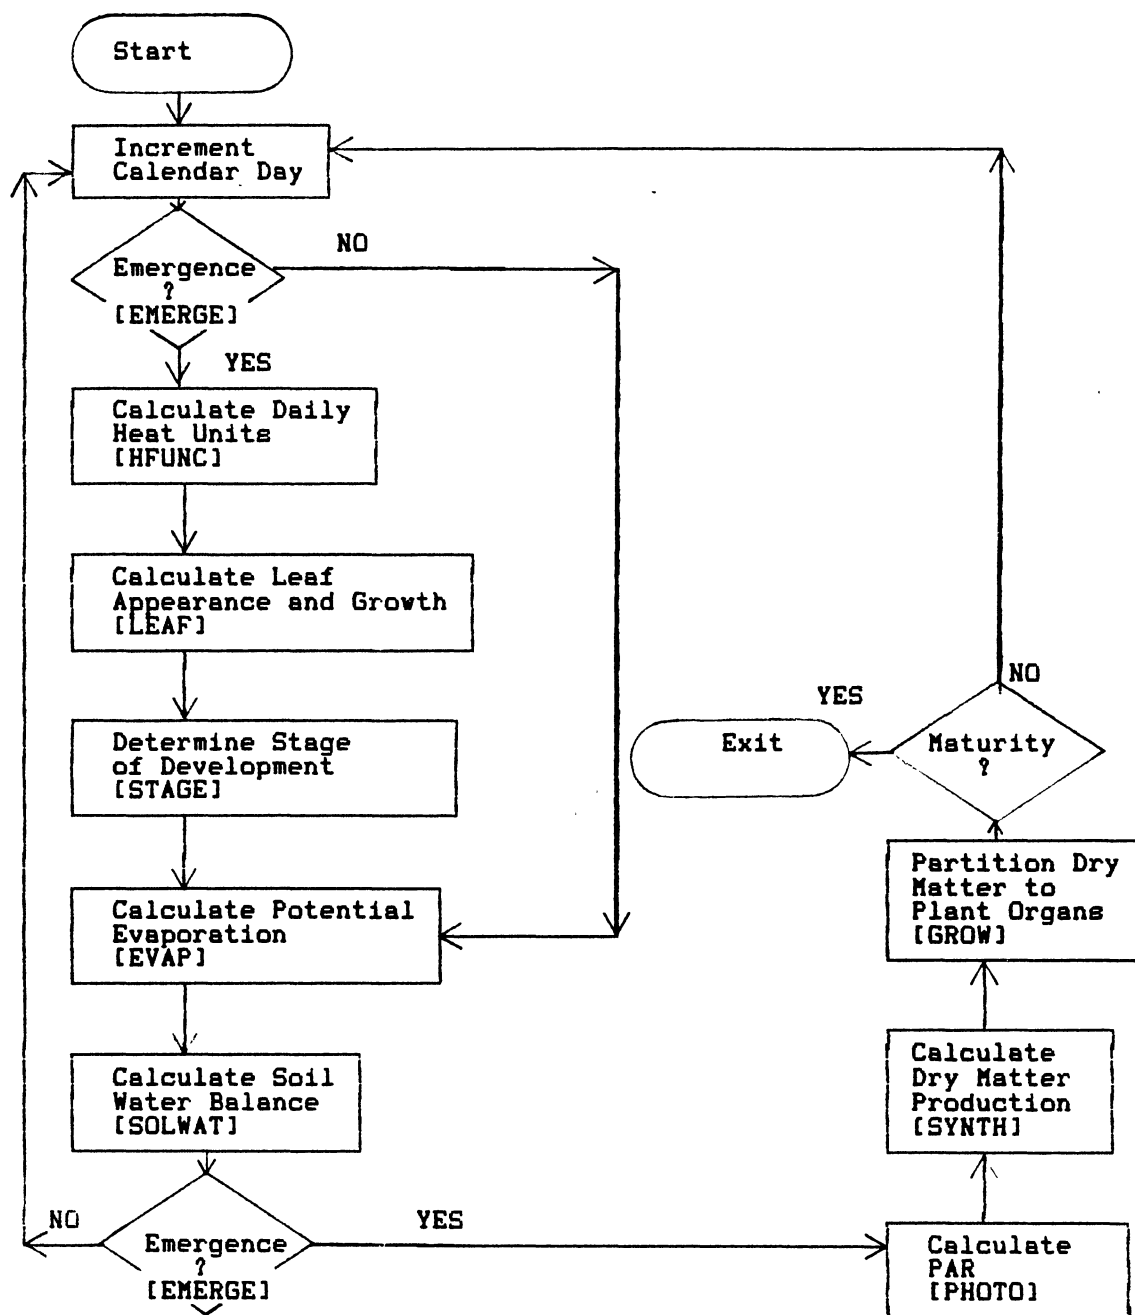 Start
Increment
Calendar Day
NO
Emergence
?
[EMERGE]
YES
Calculate Daily
Heat Units
[HFUNC]
Calculate Leaf
Appearance and Growth
[LEAF]
Determine Stage
of Development
[STAGE]
Calculate Potential
Evaporation
[EVAP]
Calculate Soil
Water Balance
[SOLWAT]
NO
YES
Emergence
?
[EMERGE]
Calculate
PAR
[PHOTO]
Calculate
Dry Matter
Production
[SYNTH]
Partition Dry
Matter to
Plant Organs
[GROW]
Maturity
?
NO
YES
Exit